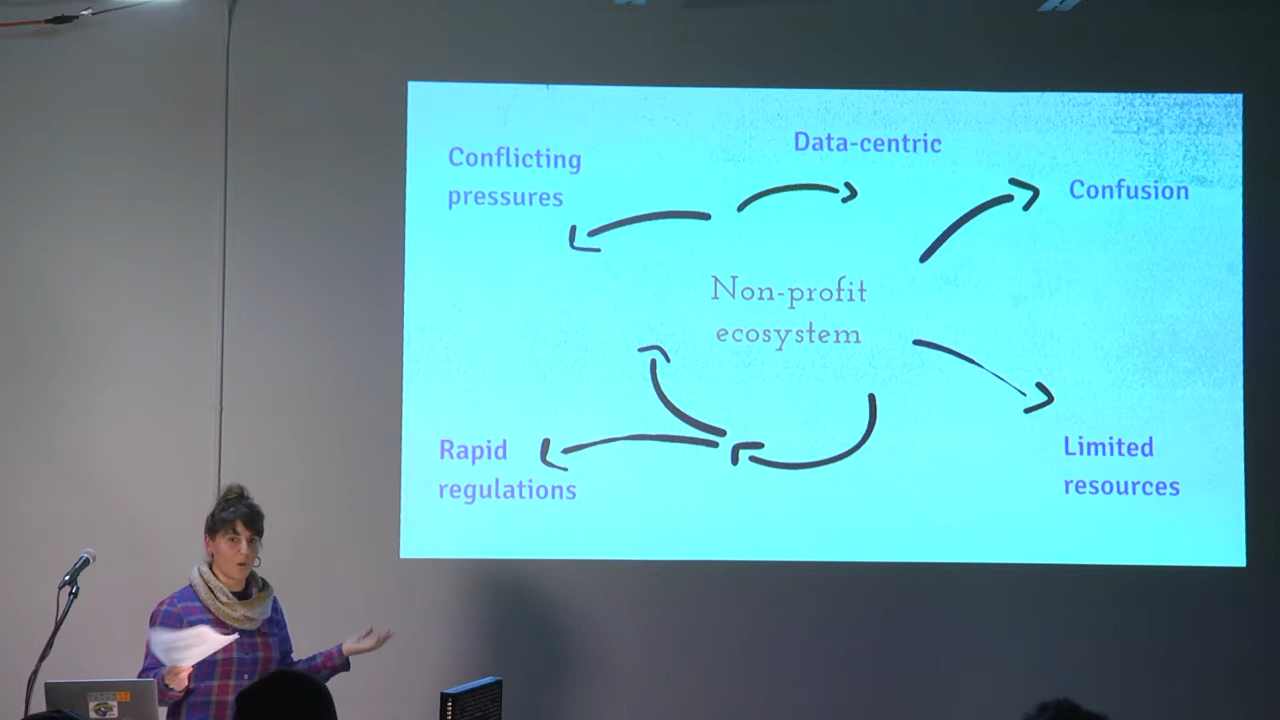 Data-centric
Conflicting
pressures
Confusion
Non-profit
ecosystem
Rapid
regulations
Limited
resources